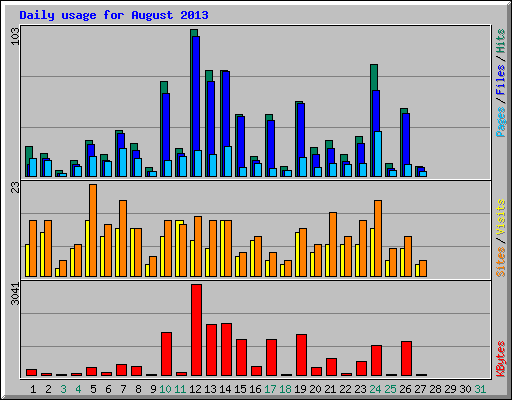 Daily usage for August 2013
103
Pages / Files / Hits
23
Sites / Visits
3041
KBytes
1 2 3 4 5 6 7 8 9 10 11 12 13 14 15 16 17 18 19 20 21 22 23 24 25 26 27 28 29 30 31